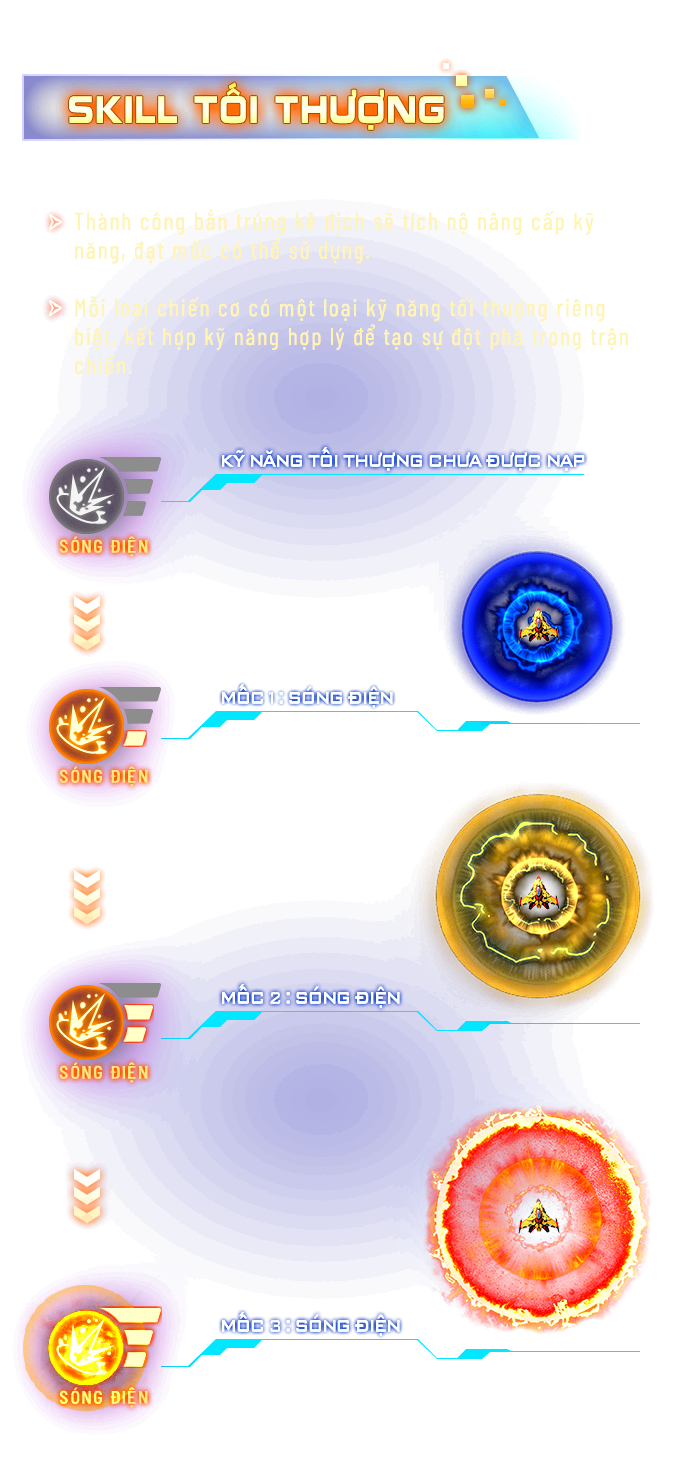 SKILL TỐI THƯỢNG
Thành công bắn trúng kẻ địch sẽ tích nộ nâng cấp kỹ
năng, đạt mốc có thể sử dụng.
Mỗi loại chiến cơ có một loại kỹ năng tối thượng riêng
biệt, kết hợp kỹ năng hợp lý để tạo sự đột phá trong trận
chiến.
KỸ NĂNG TỐI THƯỢNG CHƯA ĐƯỢC NẠP
SÓNG ĐIỆN
MỐC 1 : SÓNG ĐIỆN
SÓNG ĐIỆN
MỐC 2 : SÓNG ĐIỆN
SÓNG ĐIỆN
MỐC 3 : SÓNG ĐIỆN
SÓNG ĐIỆN